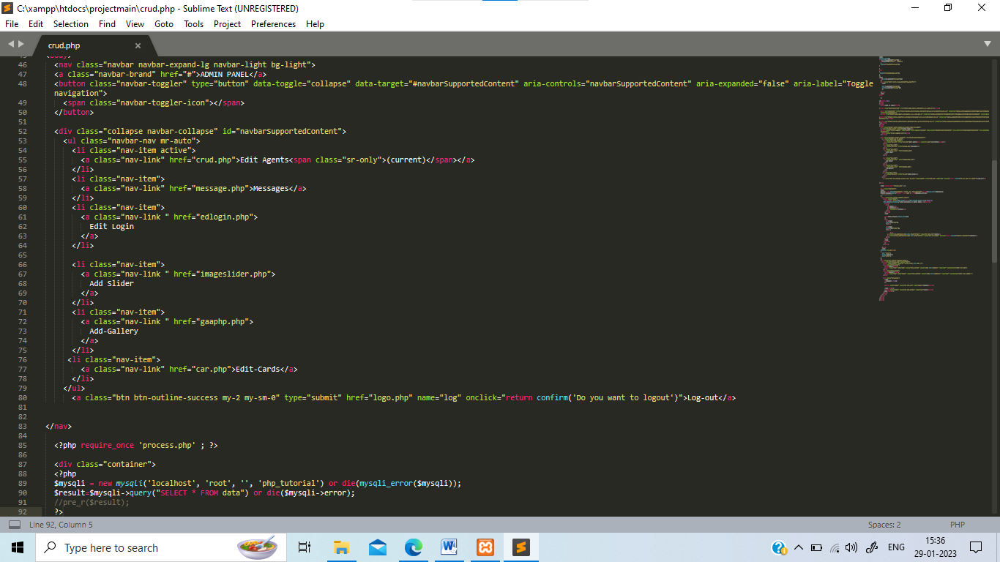 C:\xampp\htdocs\projectmain\crud.php - Sublime Text (UNREGISTERED)
File Edit Selection Find View Goto Tools Project Preferences Help
crud.php
45 <body>
46 <nav class="navbar navbar-expand-lg navbar-light bg-light">
47 <a class="navbar-brand" href="#">ADMIN PANEL</a>
48 <button class="navbar-toggler" type="button" data-toggle="collapse" data-target="#navbarSupportedContent" aria-controls="navbarSupportedContent" aria-expanded="false" aria-label="Toggle
navigation">
49 <span class="navbar-toggler-icon"></span>
50 </button>
51
52 <div class="collapse navbar-collapse" id="navbarSupportedContent">
53 <ul class="navbar-nav mr-auto">
54 <li class="nav-item active">
55 <a class="nav-link" href="crud.php">Edit Agents<span class="sr-only">(current)</span></a>
56 </li>
57 <li class="nav-item">
58 <a class="nav-link" href="message.php">Messages</a>
59 </li>
60 <li class="nav-item">
61 <a class="nav-link " href="edlogin.php">
62 Edit Login
63 </a>
64 </li>
65
66 <li class="nav-item">
67 <a class="nav-link " href="imageslider.php">
68 Add Slider
69 </a>
70 </li>
71 <li class="nav-item">
72 <a class="nav-link " href="gaaphp.php">
73 Add-Gallery
74 </a>
75 </li>
76 <li class="nav-item">
77 <a class="nav-link" href="car.php">Edit-Cards</a>
78 </li>
79 </ul>
80 <a class="btn btn-outline-success my-2 my-sm-0" type="submit" href="logo.php" name="log" onclick="return confirm('Do you want to logout')">Log-out</a>
81
82
83 </nav>
84
85 <?php require_once 'process.php' ; ?>
86
87 <div class="container">
88 <?php
89 $mysqli = new mysqli('localhost', 'root', '', 'php_tutorial') or die(mysqli_error($mysqli));
90 $result=$mysqli->query("SELECT * FROM data") or die($mysqli->error);
91 //pre_r($result);
92 ?>
Line 92, Column 5 Spaces: 2 PHP
Type here to search ENG 15:36
29-01-2023